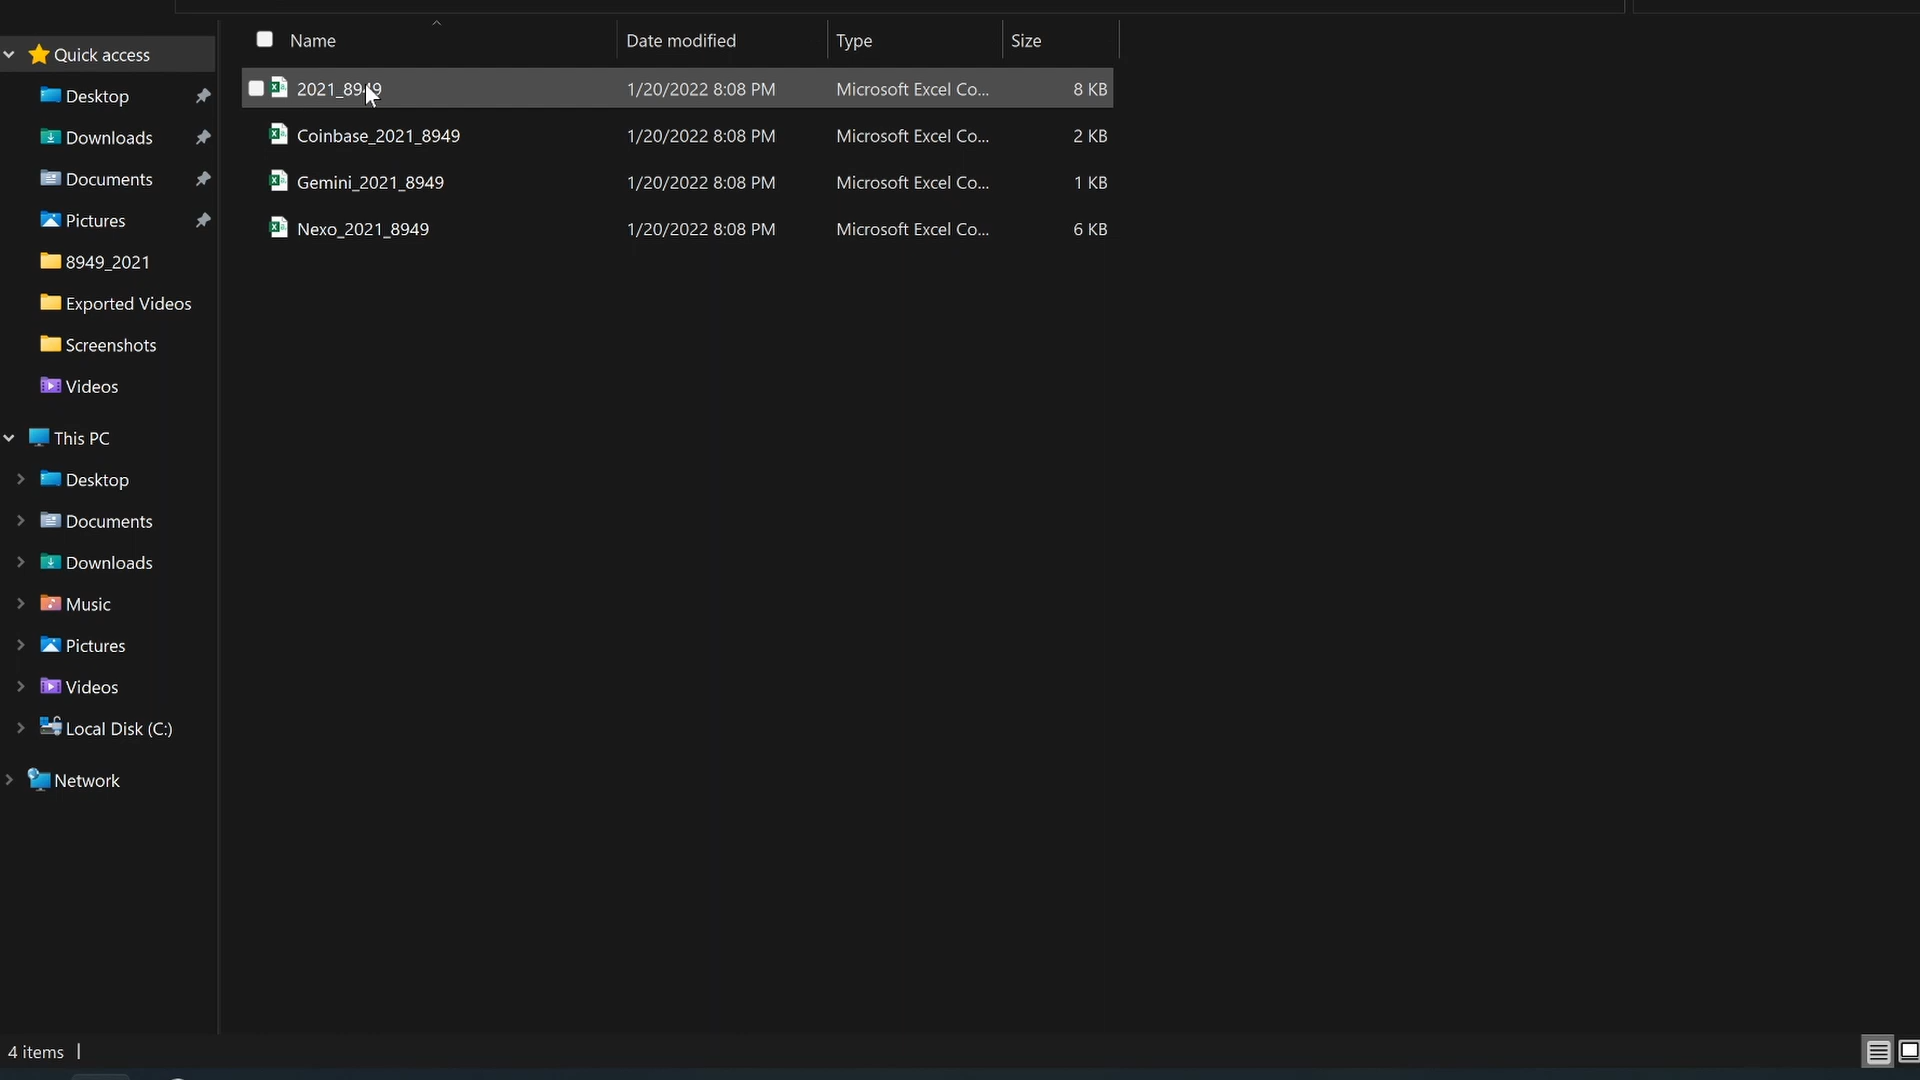 Name Date modified Type Size
Quick access
2021_8949 1/20/2022 8:08 PM Microsoft Excel Co... 8 KB
Desktop
Coinbase_2021_8949 1/20/2022 8:08 PM Microsoft Excel Co... 2 KB
Downloads
Gemini_2021_8949 1/20/2022 8:08 PM Microsoft Excel Co... 1 KB
Documents
Nexo_2021_8949 1/20/2022 8:08 PM Microsoft Excel Co... 6 KB
Pictures
8949_2021
Exported Videos
Screenshots
Videos
This PC
Desktop
Documents
Downloads
Music
Pictures
Videos
Local Disk (C:)
Network
4 items